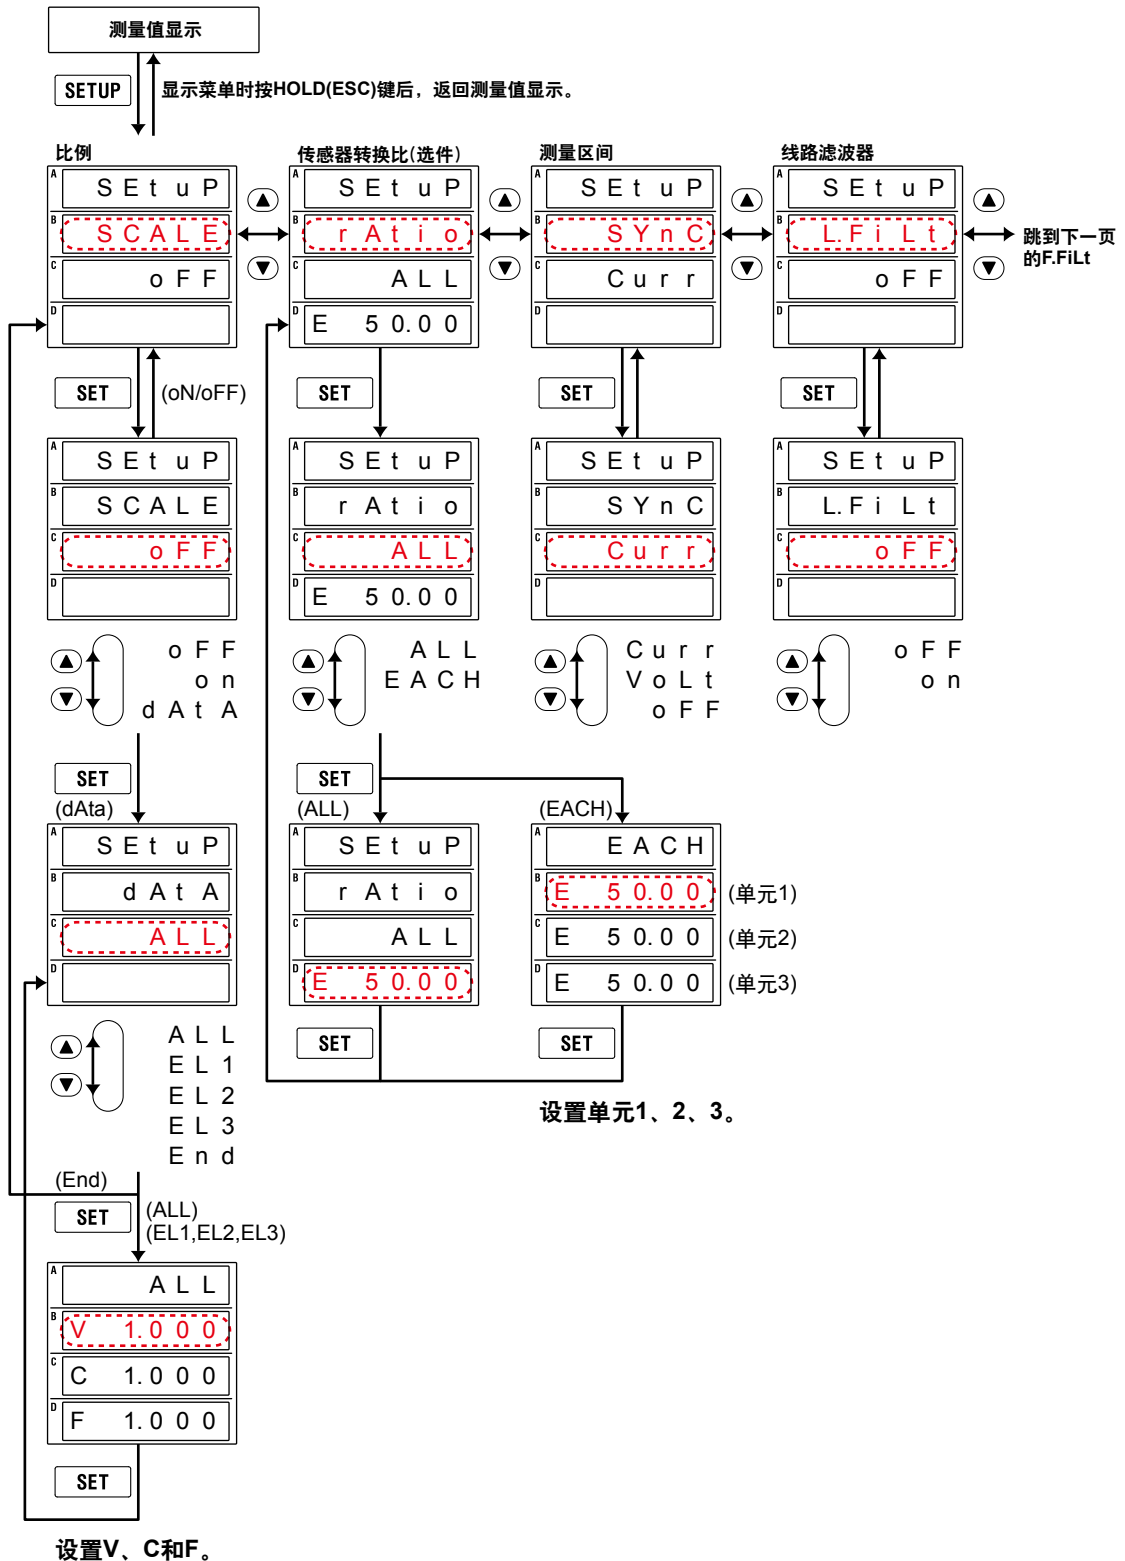 测量值显示
SETUP
显示菜单时按HOLD(ESC)键后，返回测量值显示。
比例
A SEtuP
B SCALE
C oFF
D
传感器转换比(选件)
A SEtuP
B rAtio
C ALL
D E 50.00
测量区间
A SEtuP
B SYnC
C Curr
D
线路滤波器
A SEtuP
B L.FiLt
C oFF
D
跳到下一页
的F.FiLt
SET
(oN/oFF)
SET
SET
SET
A SEtuP
B SCALE
C oFF
D
A SEtuP
B rAtio
C ALL
D E 50.00
A SEtuP
B SYnC
C Curr
D
A SEtuP
B L.FiLt
C oFF
D
oFF
on
dAtA
ALL
EACH
Curr
VoLt
oFF
oFF
on
SET
(dAta)
SET
(ALL)
(EACH)
A SEtuP
B dAtA
C ALL
D
A SEtuP
B rAtio
C ALL
D E 50.00
A EACH
B E 50.00 (单元1)
C E 50.00 (单元2)
D E 50.00 (单元3)
SET
SET
ALL
EL1
EL2
EL3
End
设置单元1、2、3。
(End)
SET
(ALL)
(EL1,EL2,EL3)
A ALL
B V 1.000
C C 1.000
D F 1.000
SET
设置V、C和F。